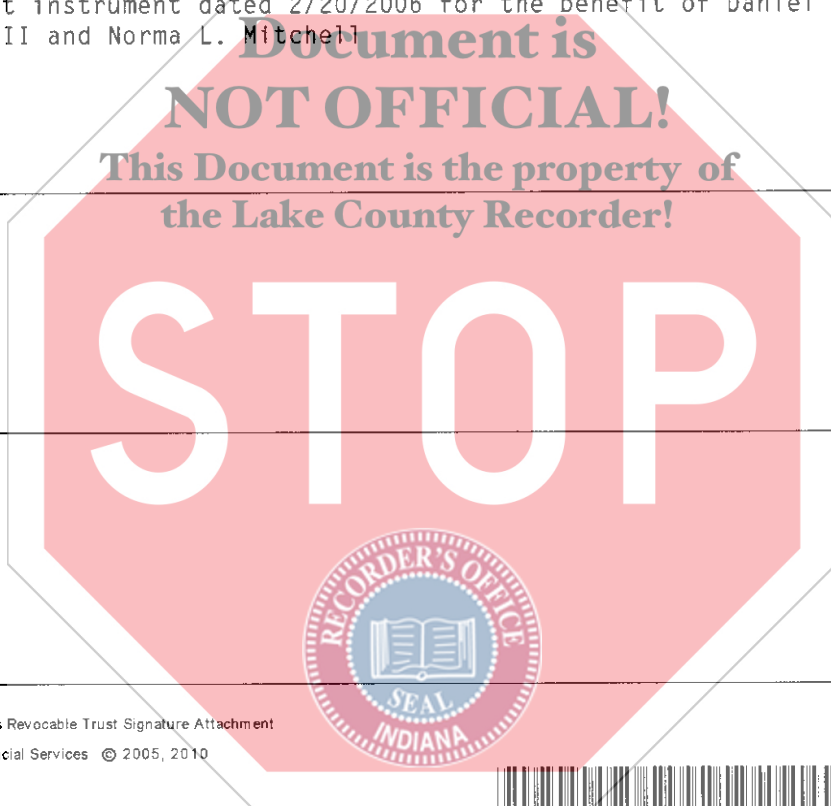 t instrument dated 2/20/2006 for the benefit of Daniel
II and Norma L. Mitchell
Document is
NOT OFFICIAL!
This Document is the property of
the Lake County Recorder!
STOP
RECORDER'S OFFICE
SEAL
INDIANA
s Revocable Trust Signature Attachment
cial Services © 2005, 2010